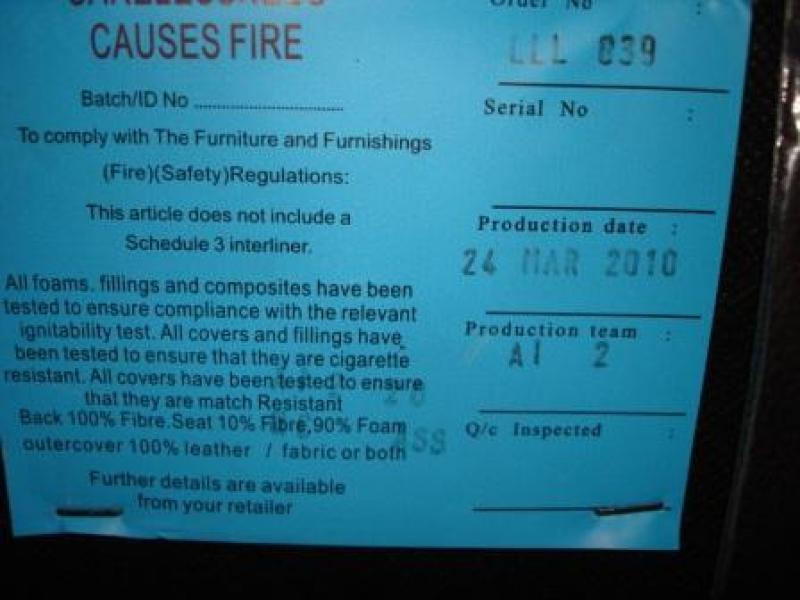 CARELESSNESS
CAUSES FIRE
Batch/ID No ..............................
To comply with The Furniture and Furnishings
(Fire)(Safety)Regulations:
This article does not include a
Schedule 3 interliner.
All foams. fillings and composites have been
tested to ensure compliance with the relevant
ignitability test. All covers and fillings have
been tested to ensure that they are cigarette
resistant. All covers have been tested to ensure
that they are match Resistant
Back 100% Fibre.Seat 10% Fibre,90% Foam
outercover 100% leather / fabric or both
Further details are available
from your retailer
Order No :
LLL 039
Serial No :
Production date :
24 MAR 2010
Production team :
A1 2
Q/c Inspected :
ASS